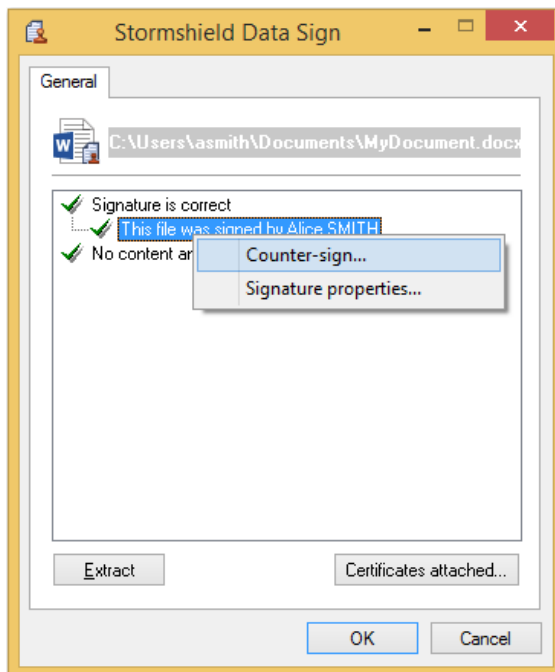 Stormshield Data Sign
General
C:\Users\asmith\Documents\MyDocument.docx
Signature is correct
This file was signed by Alice SMITH
No content
Counter-sign...
Signature properties...
Extract
Certificates attached...
OK
Cancel